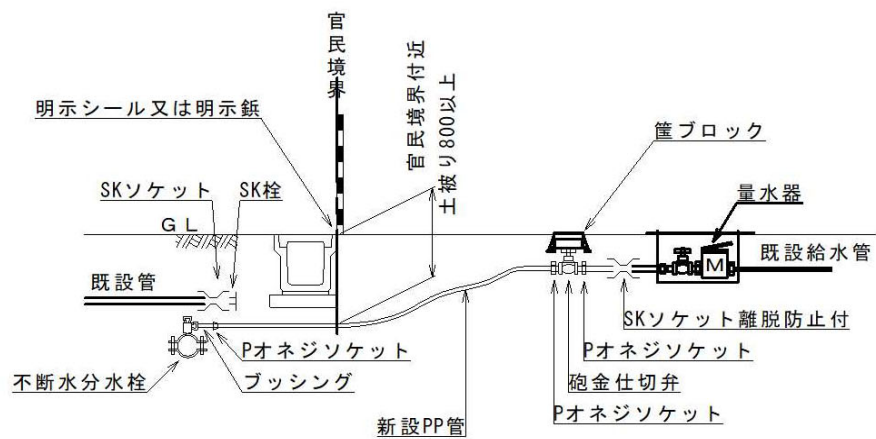 官民境界
官民境界付近
土被り800以上
明示シール又は明示鋲
筐ブロック
SKソケット
SK栓
量水器
GL
既設管
既設給水管
M
SKソケット離脱防止付
Pオネジソケット
Pオネジソケット
不断水分水栓
ブッシング
砲金仕切弁
Pオネジソケット
新設PP管